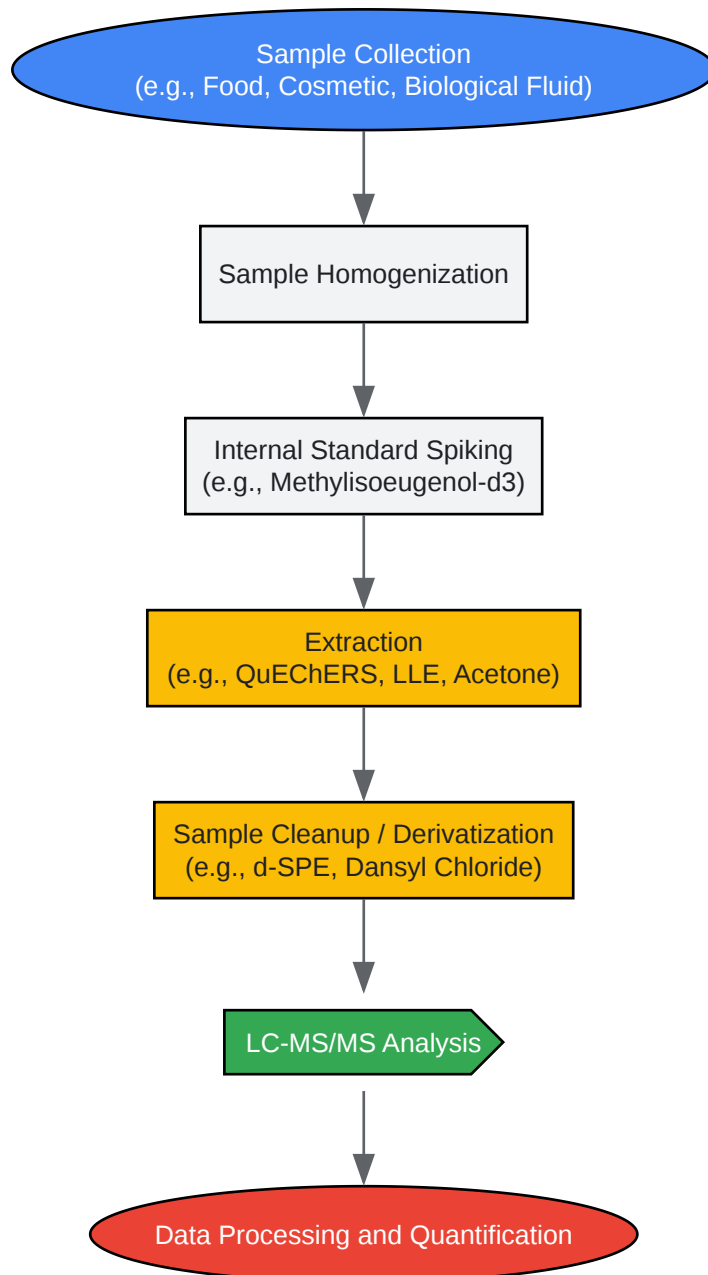 Sample Collection
(e.g., Food, Cosmetic, Biological Fluid)
Sample Homogenization
Internal Standard Spiking
(e.g., Methylisoeugenol-d3)
Extraction
(e.g., QuEChERS, LLE, Acetone)
Sample Cleanup / Derivatization
(e.g., d-SPE, Dansyl Chloride)
LC-MS/MS Analysis
Data Processing and Quantification